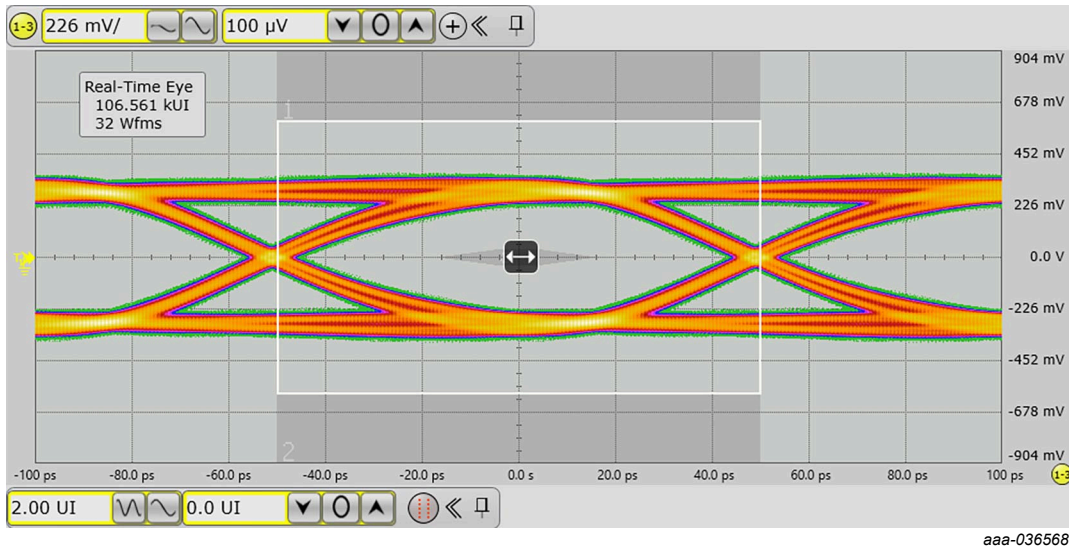 1-3 226 mV/ 100 µV
904 mV
Real-Time Eye
106.561 kUI
32 Wfms
1
678 mV
452 mV
226 mV
T 0.0 V
-226 mV
-452 mV
-678 mV
2
-904 mV
-100 ps -80.0 ps -60.0 ps -40.0 ps -20.0 ps 0.0 s 20.0 ps 40.0 ps 60.0 ps 80.0 ps 100 ps 1-3
2.00 UI 0.0 UI
aaa-036568